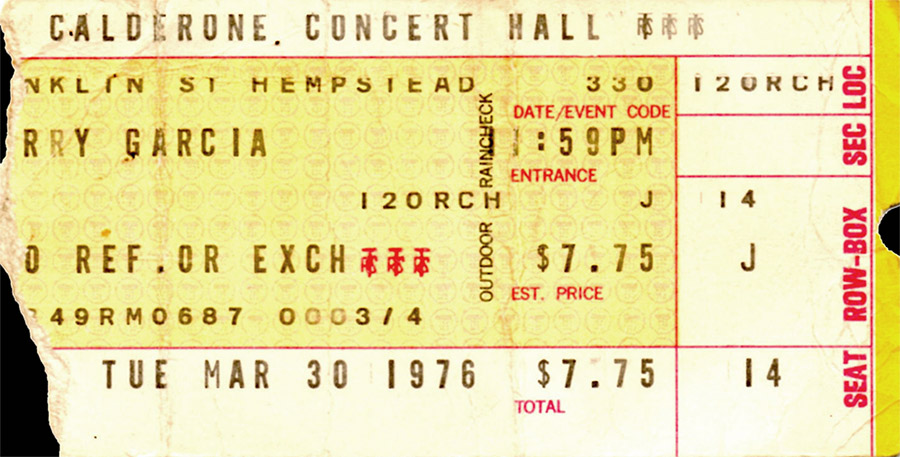 CALDERONE. CONCERT HALL
NKLIN ST HEMPSTEAD 330 120RCH
DATE/EVENT CODE
RRY GARCIA 1:59PM
ENTRANCE
120RCH J 14
O REF.OR EXCH $7.75 J
EST. PRICE
49RM0687 0003/4
TUE MAR 30 1976 $7.75 14
TOTAL
OUTDOOR RAINCHECK
SEAT ROW-BOX SEC LOC